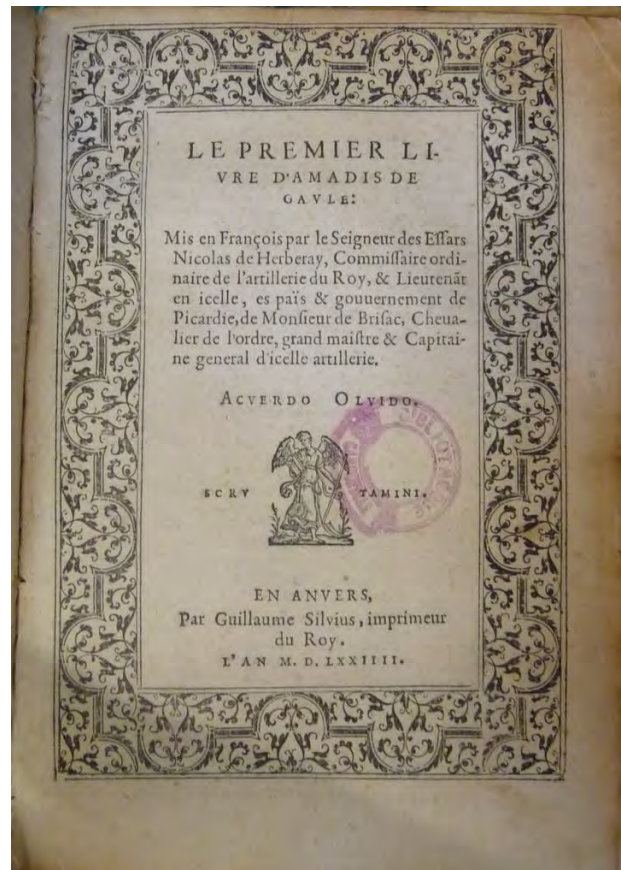 LE PREMIER LI-
VRE D'AMADIS DE
GAVLE:
Mis en François par le Seigneur des Eſſars
Nicolas de Herberay, Commiſſaire ordi-
naire de l'artillerie du Roy, & Lieutenãt
en icelle, es païs & gouuernement de
Picardie, de Monſieur de Briſac, Cheua-
lier de l'ordre, grand maiſtre & Capitai-
ne general d'icelle artillerie.
ACVERDO OLVIDO.
SCRV TAMINI.
EN ANVERS,
Par Guillaume Silvius, imprimeur
du Roy.
L'AN M. D. LXXIIII.